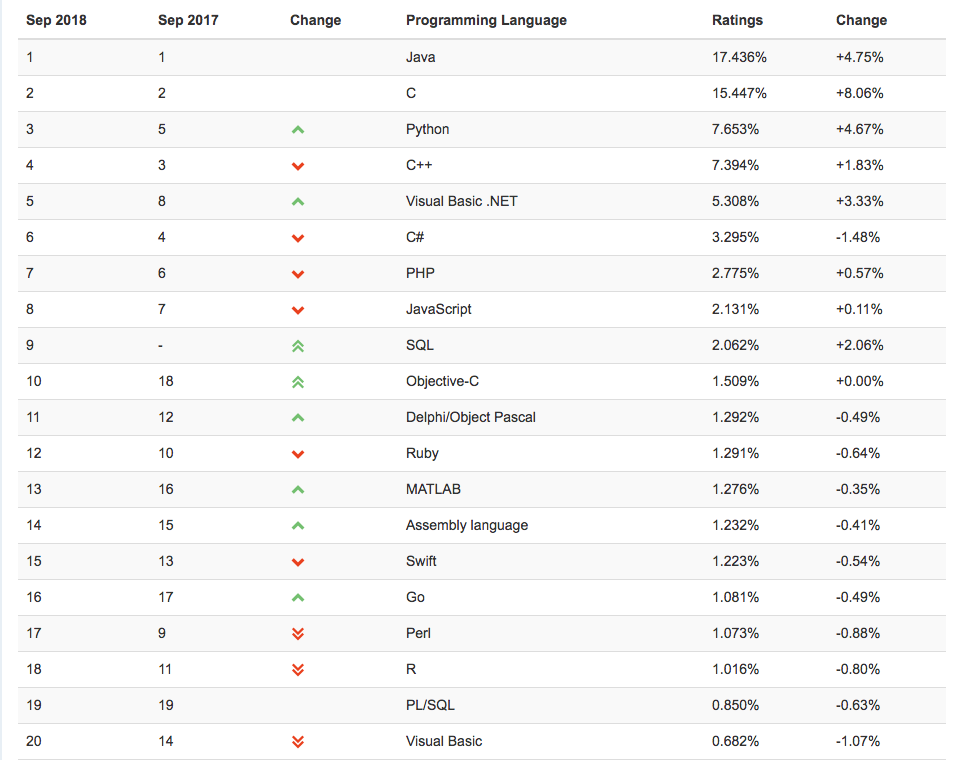 Sep 2018 Sep 2017 Change Programming Language Ratings Change
1 1 Java 17.436% +4.75%
2 2 C 15.447% +8.06%
3 5 Python 7.653% +4.67%
4 3 C++ 7.394% +1.83%
5 8 Visual Basic .NET 5.308% +3.33%
6 4 C# 3.295% -1.48%
7 6 PHP 2.775% +0.57%
8 7 JavaScript 2.131% +0.11%
9 - SQL 2.062% +2.06%
10 18 Objective-C 1.509% +0.00%
11 12 Delphi/Object Pascal 1.292% -0.49%
12 10 Ruby 1.291% -0.64%
13 16 MATLAB 1.276% -0.35%
14 15 Assembly language 1.232% -0.41%
15 13 Swift 1.223% -0.54%
16 17 Go 1.081% -0.49%
17 9 Perl 1.073% -0.88%
18 11 R 1.016% -0.80%
19 19 PL/SQL 0.850% -0.63%
20 14 Visual Basic 0.682% -1.07%